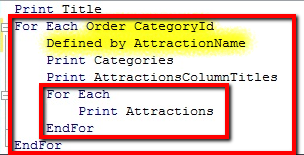 Print Title
For Each Order CategoryId
Defined by AttractionName
Print Categories
Print AttractionsColumnTitles
For Each
Print Attractions
EndFor
EndFor